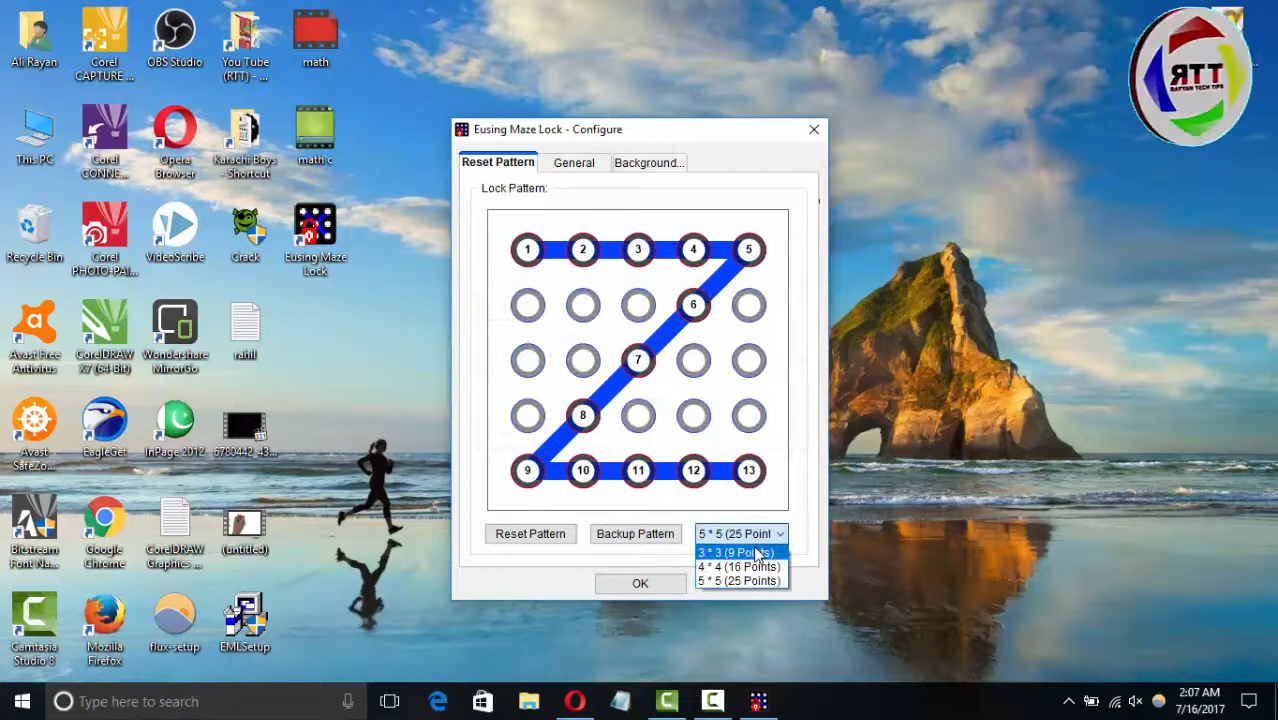 Ali Rayan
Corel
CAPTURE ...
OBS Studio
You Tube
(RTT) - ...
math
This PC
Corel
CONNE...
Opera
Browser
Karachi Boys
- Shortcut
math c
Recycle Bin
Corel
PHOTO-PAI...
VideoScribe
Crack
Eusing Maze
Lock
Avast Free
Antivirus
CorelDRAW
X7 (64-Bit)
Wondershare
MirrorGo
rahil
Avast
SafeZo...
EagleGet
InPage 2012
6780442_43...
Bitstream
Font Na...
Google
Chrome
CorelDRAW
Graphics ...
(untitled)
Camtasia
Studio 8
Mozilla
Firefox
flux-setup
EMLSetup
RTT
RAYYAN TECH TIPS
Eusing Maze Lock - Configure
Reset Pattern
General
Background...
Lock Pattern:
1 2 3 4 5
6
7
8
9 10 11 12 13
Reset Pattern
Backup Pattern
5 * 5 (25 Point
3 * 3 (9 Points)
4 * 4 (16 Points)
5 * 5 (25 Points)
OK
Type here to search
2:07 AM
7/16/2017